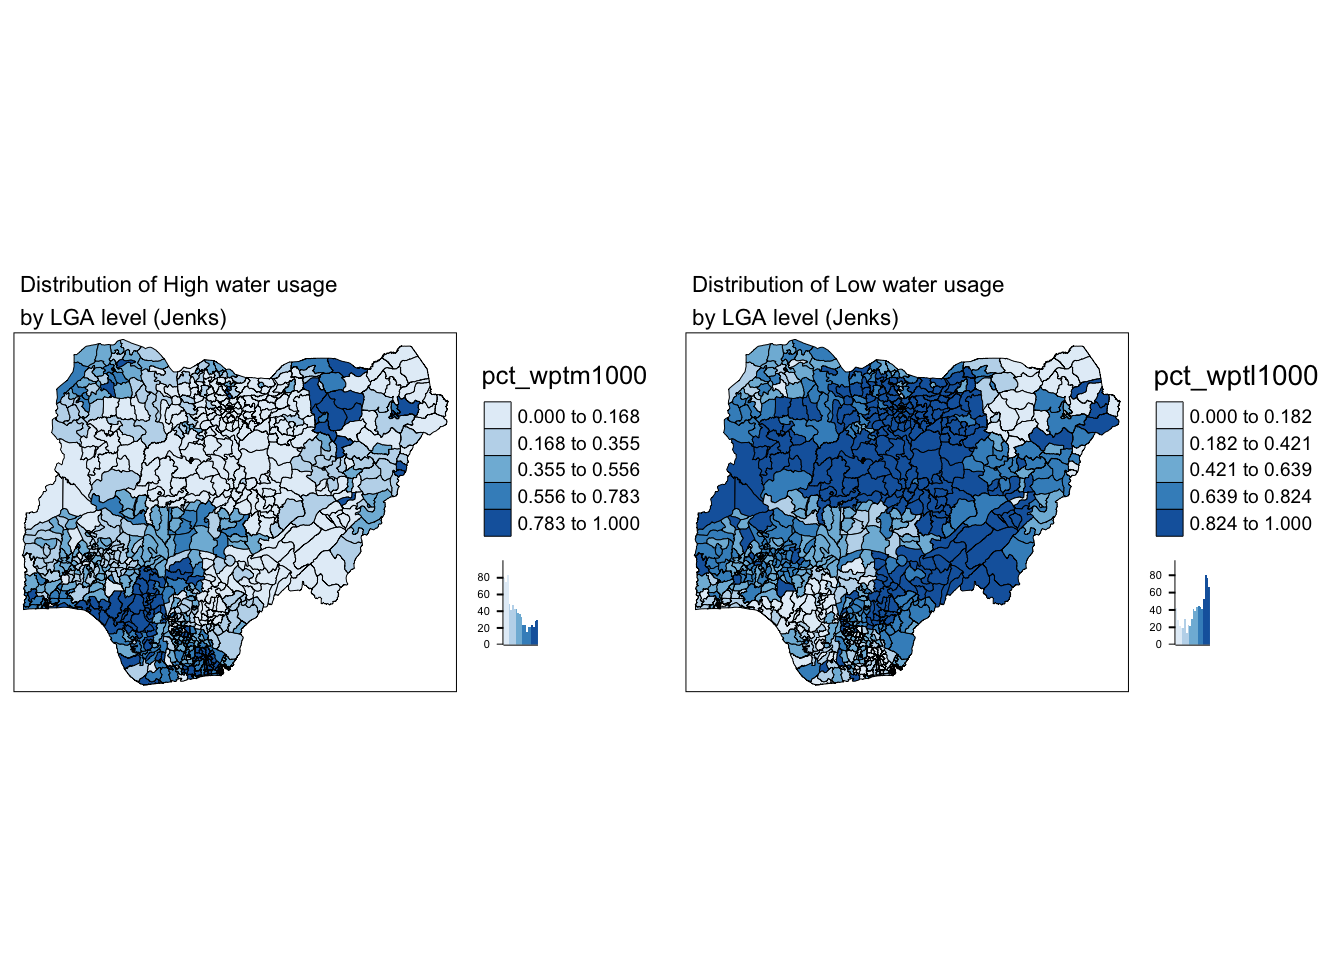 Distribution of High water usage
by LGA level (Jenks)
pct_wptm1000
0.000 to 0.168
0.168 to 0.355
0.355 to 0.556
0.556 to 0.783
0.783 to 1.000
80
60
40
20
0
Distribution of Low water usage
by LGA level (Jenks)
pct_wptl1000
0.000 to 0.182
0.182 to 0.421
0.421 to 0.639
0.639 to 0.824
0.824 to 1.000
80
60
40
20
0